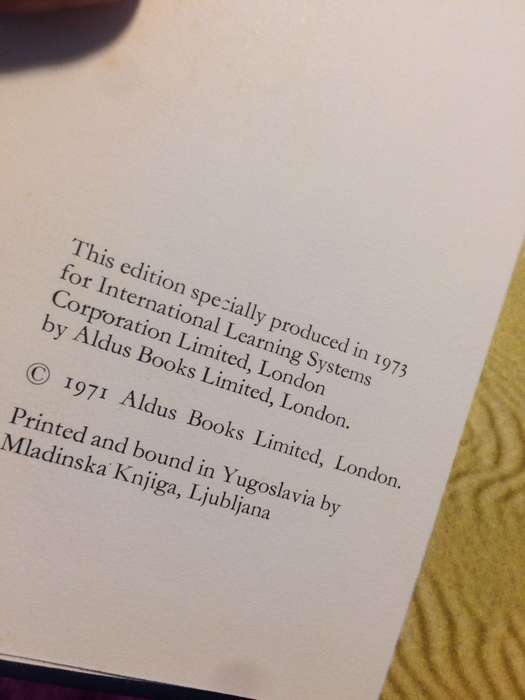 This edition specially produced in 1973
for International Learning Systems
Corporation Limited, London
by Aldus Books Limited, London.
© 1971 Aldus Books Limited, London.
Printed and bound in Yugoslavia by
Mladinska Knjiga, Ljubljana